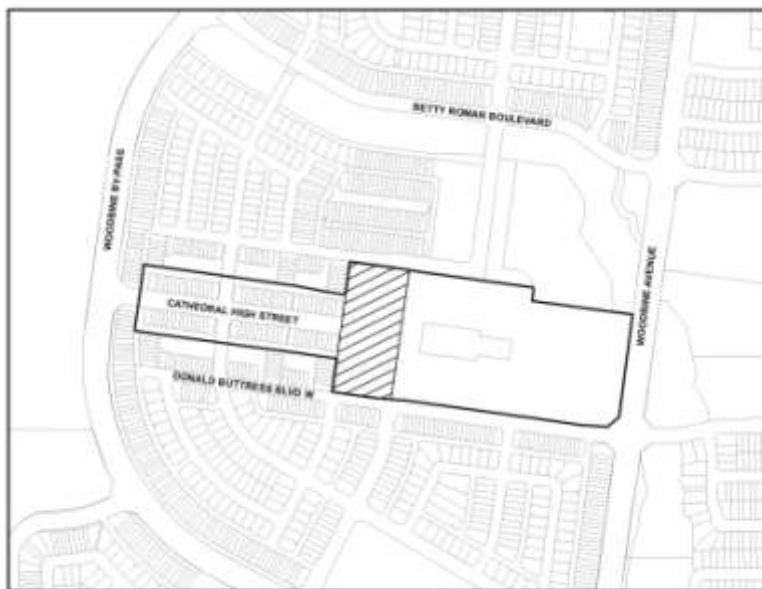 BETTY ROMAN BOULEVARD
WOODBINE BY-PASS
WOODBINE AVENUE
CATHEDRAL HIGH STREET
DONALD BUTTRESS BLVD W